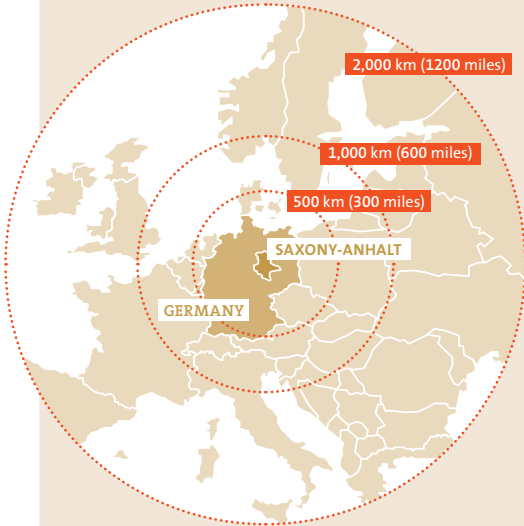 2,000 km (1200 miles)
1,000 km (600 miles)
500 km (300 miles)
SAXONY-ANHALT
GERMANY